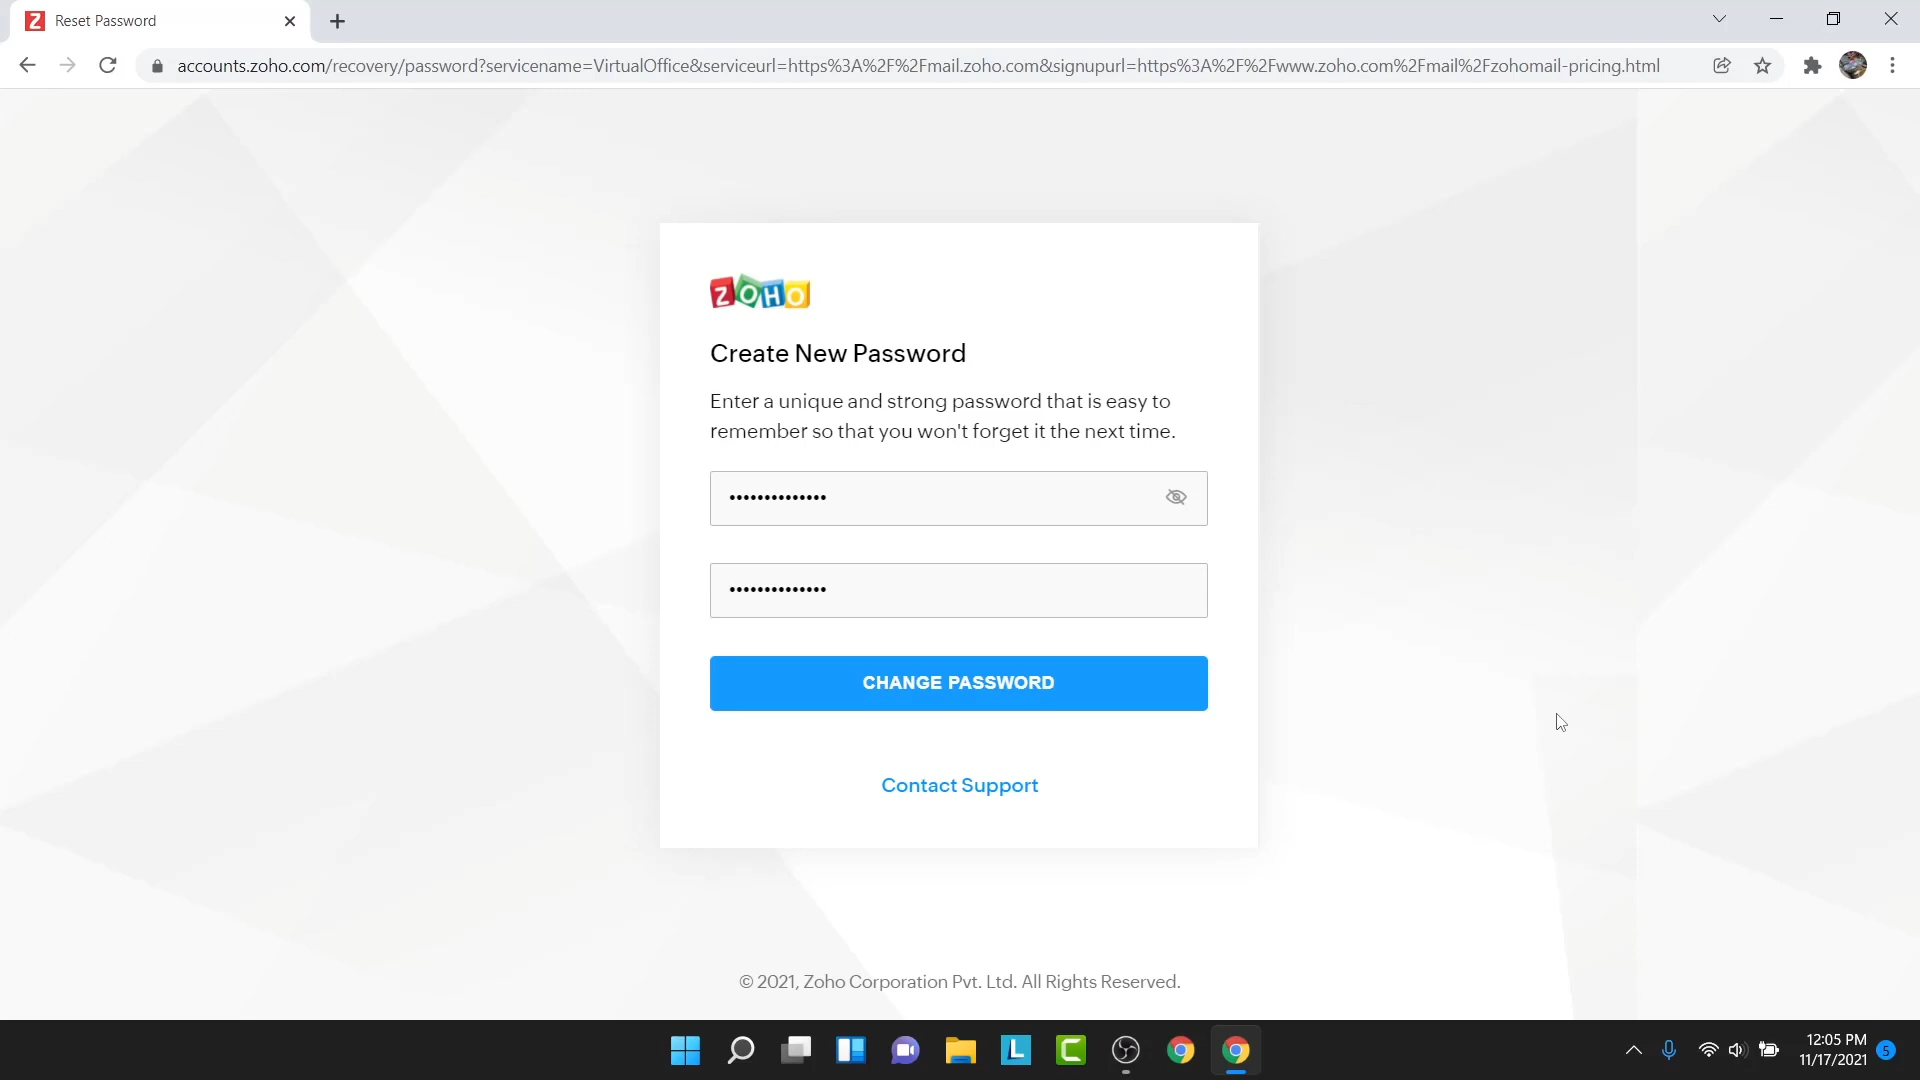 Reset Password
accounts.zoho.com/recovery/password?servicename=VirtualOffice&serviceurl=https%3A%2F%2Fmail.zoho.com&signupurl=https%3A%2F%2Fwww.zoho.com%2Fmail%2Fzohomail-pricing.html
ZOHO
Create New Password
Enter a unique and strong password that is easy to
remember so that you won't forget it the next time.
••••••••••••••
••••••••••••••
CHANGE PASSWORD
Contact Support
© 2021, Zoho Corporation Pvt. Ltd. All Rights Reserved.
12:05 PM
11/17/2021
5